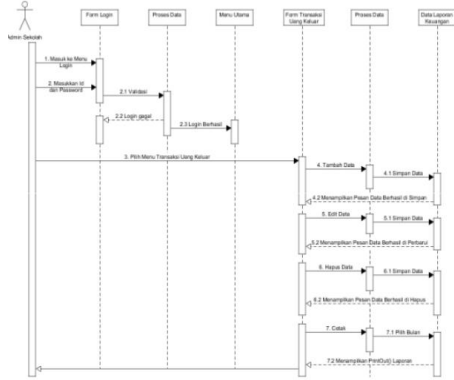 Form Login
Proses Data
Menu Utama
Form Transaksi
Uang Keluar
Proses Data
Data Laporan
Keuangan
Admin Sekolah
1. Masuk ke Menu
Login
2. Masukkan Id
dan Password
2.1 Validasi
2.2 Login gagal
2.3 Login Berhasil
3. Pilih Menu Transaksi Uang Keluar
4. Tambah Data
4.1 Simpan Data
4.2 Menampilkan Pesan Data Berhasil di Simpan
5. Edit Data
5.1 Simpan Data
5.2 Menampilkan Pesan Data Berhasil di Perbarui
6. Hapus Data
6.1 Simpan Data
6.2 Menampilkan Pesan Data Berhasil di Hapus
7. Cetak
7.1 Pilih Bulan
7.2 Menampilkan PrintOut() Laporan